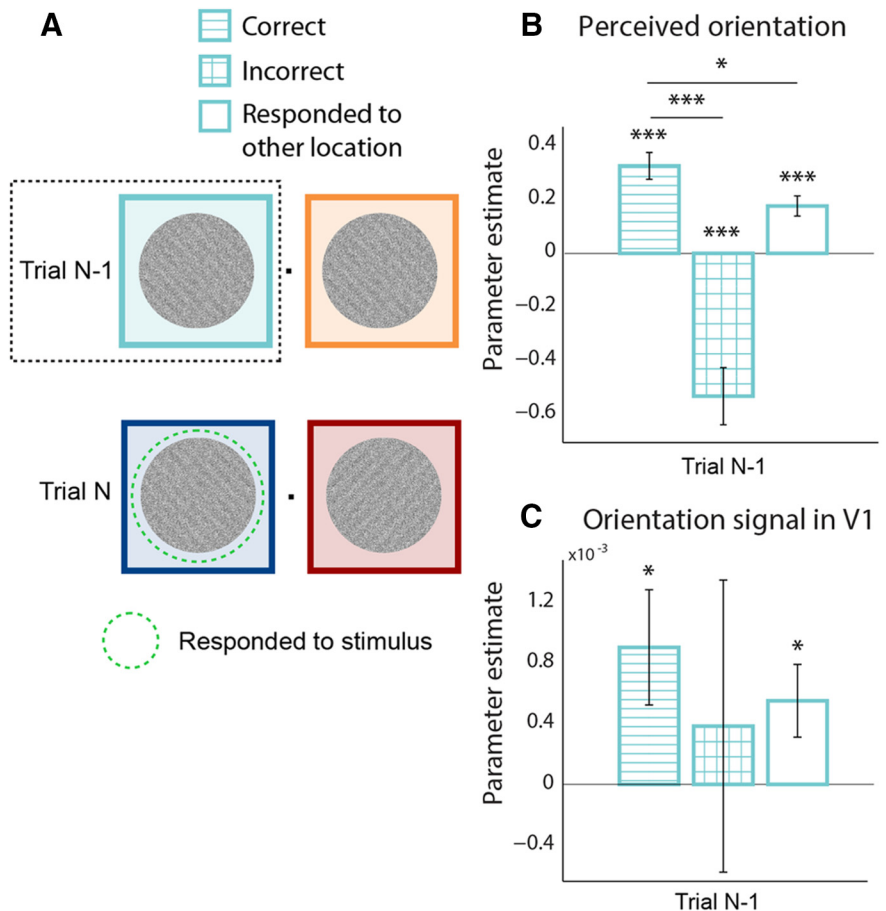 A
Correct
Incorrect
Responded to
other location
Trial N-1
Trial N
Responded to stimulus
B
Perceived orientation
*
***
***
***
***
Parameter estimate
0.4
0.2
0
−0.2
−0.4
−0.6
Trial N-1
C
Orientation signal in V1
x10⁻³
*
*
Parameter estimate
1.2
0.8
0.4
0
−0.4
Trial N-1